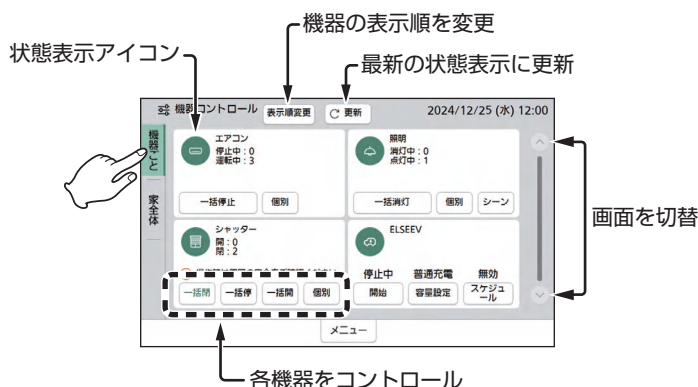 機器の表示順を変更
状態表示アイコン
最新の状態表示に更新
機器コントロール 表示順変更 更新 2024/12/25 (水) 12:00
機器ごと
家全体
エアコン
停止中：0
運転中：3
一括停止 個別
照明
消灯中：0
点灯中：1
一括消灯 個別 シーン
シャッター
開：0
閉：2
一括閉 一括停 一括開 個別
ELSEEV
停止中 普通充電 無効
開始 容量設定 スケジュ
ール
画面を切替
メニュー
各機器をコントロール